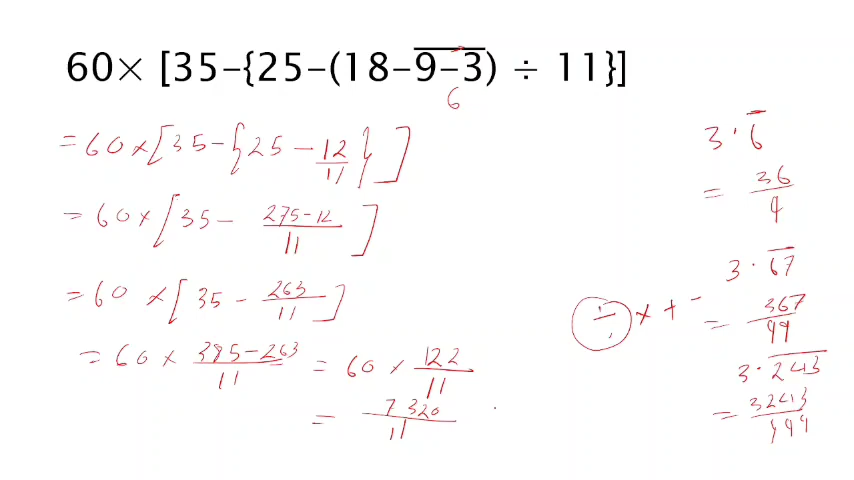 60× [35–{25–(18–9–3) ÷ 11}]
6
= 60 × [35 – {25 – 12/11}]
= 60 × [35 – 275-12/11]
= 60 × [35 – 263/11]
= 60 × 385-263/11 = 60 × 122/11
= 7320/11
3.6
= 36/9
3.67
÷ × + -
= 367/99
3.243
= 3243/999